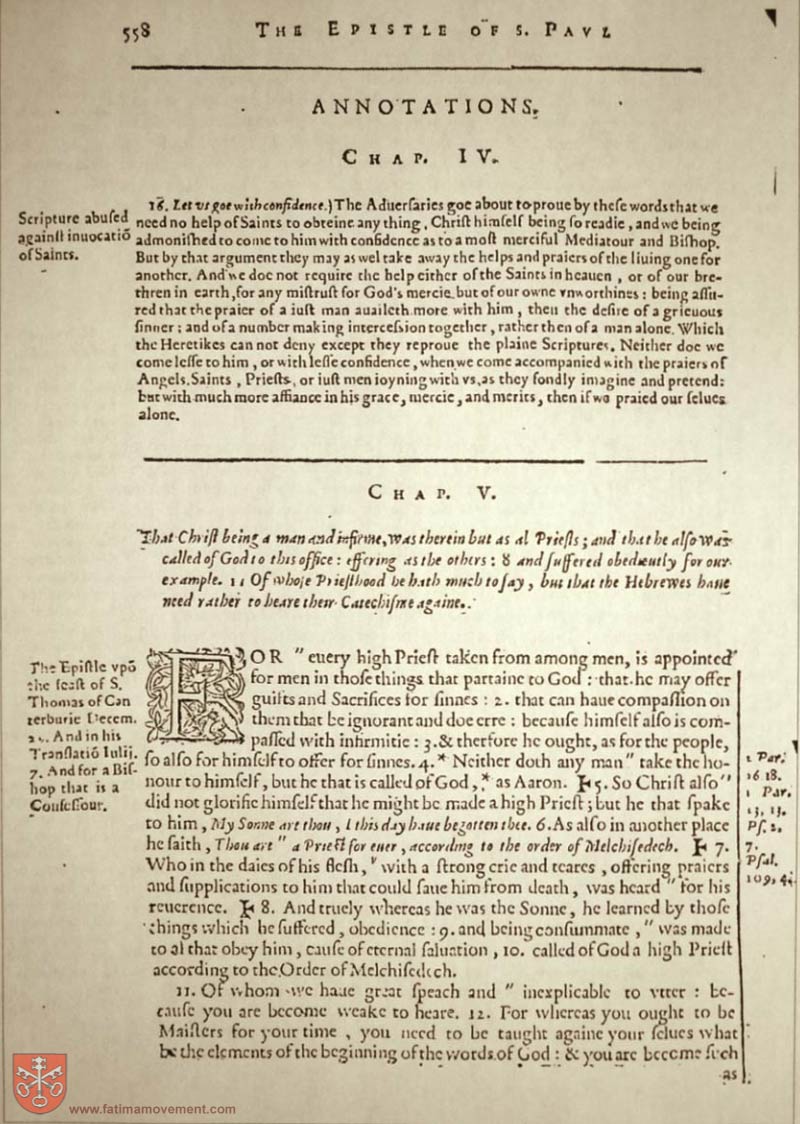 558 THE EPISTLE OF S. PAVL
ANNOTATIONS.
CHAP. IV.
Scripture abuſed
againſt inuocatiō
of Saints.
16. Let vs goe with confidence.) The Aduerſaries goe about to proue by theſe words that we
need no help of Saints to obteine any thing, Chriſt himſelf being ſo readie, and we being
admoniſhed to come to him with confidence as to a moſt merciful Mediatour and Biſhop.
But by that argument they may as wel take away the helps and praiers of the liuing one for
another. And we doe not require the help either of the Saints in heauen, or of our bre-
thren in earth, for any miſtruſt for God's mercie, but of our owne vnworthines: being aſſu-
red that the praier of a iuſt man auaileth more with him, then the deſire of a grieuous
ſinner: and of a number making interceſsion together, rather then of a man alone. Which
the Heretikes can not deny except they reproue the plaine Scriptures. Neither doe we
come leſſe to him, or with leſſe confidence, when we come accompanied with the praiers of
Angels, Saints, Prieſts, or iuſt men ioyning with vs, as they fondly imagine and pretend:
but with much more affiance in his grace, mercie, and merits, then if we praied our ſelues
alone.
CHAP. V.
That Chriſt being a man and infirme, was therein but as al Prieſts; and that he alſo was
called of God to this office: offering as the others: 8 and ſuffered obediently for our
example. 11 Of whoſe Prieſthood he hath much to ſay, but that the Hebrewes haue
need rather to heare their Catechiſme againe.
The Epiſtle vpō
the feaſt of S.
Thomas of Can
terburie Decem.
And in his
Tranſlatiō Iulij.
7. And for a Biſ-
hop that is a
Confeſſour.
FOR " euery high Prieſt taken from among men, is appointed
for men in thoſe things that partaine to God: that he may offer
guifts and Sacrifices for ſinnes: 2. that can haue compaſſion on
them that be ignorant and doe erre: becauſe himſelf alſo is com-
paſſed with infirmitie: 3. & therfore he ought, as for the people,
ſo alſo for himſelf to offer for ſinnes. 4.* Neither doth any man " take the ho-
nour to himſelf, but he that is called of God, * as Aaron. 5. So Chriſt alſo "
did not glorifie himſelf that he might be made a high Prieſt; but he that ſpake
to him, My Sonne art thou, I this day haue begotten thee. 6. As alſo in another place
he ſaith, Thou art " a Prieſt for euer, according to the order of Melchiſedech. 7.
Who in the daies of his fleſh, " with a ſtrong crie and teares, offering praiers
and ſupplications to him that could ſaue him from death, was heard " for his
reuerence. 8. And truely whereas he was the Sonne, he learned by thoſe
things which he ſuffered, obedience: 9. and being conſummate, " was made
to al that obey him, cauſe of eternal ſaluation, 10. called of God a high Prieſt
according to the Order of Melchiſedech.
11. Of whom we haue great ſpeach and " inexplicable to vtter: be-
cauſe you are become weake to heare. 12. For whereas you ought to be
Maiſters for your time, you need to be taught againe your ſelues what
be the elements of the beginning of the words of God: & you are become ſuch
as
2 Par.
26 18.
1 Par.
Pſ. 2,
7.
Pſal.
109, 4.
www.fatimamovement.com